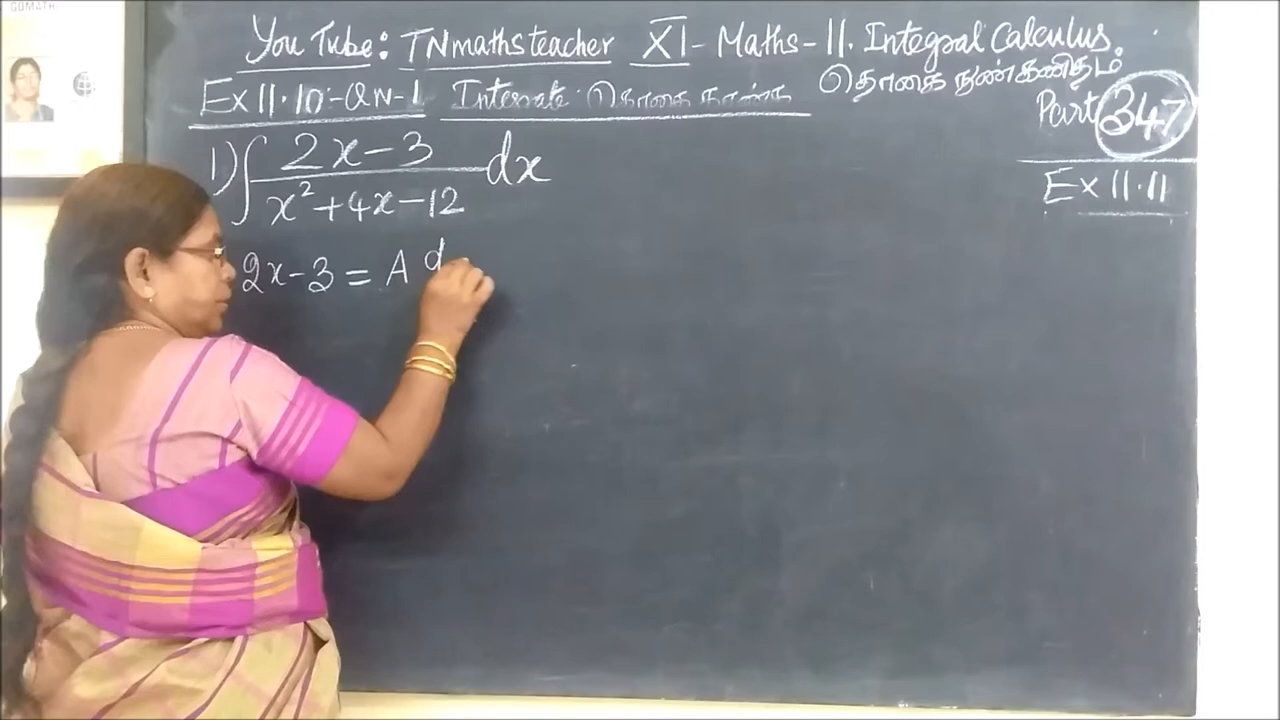 GOMATHI
You Tube: TNmathsteacher XI - Maths - 11. Integral Calculus.
தொகை நுண்கணிதம்
Ex 11.10 - QN-1 Integrate தொகை காண்க
Part 347
Ex 11.11
1) ∫ 2x-3 / x²+4x-12 dx
2x-3 = A d